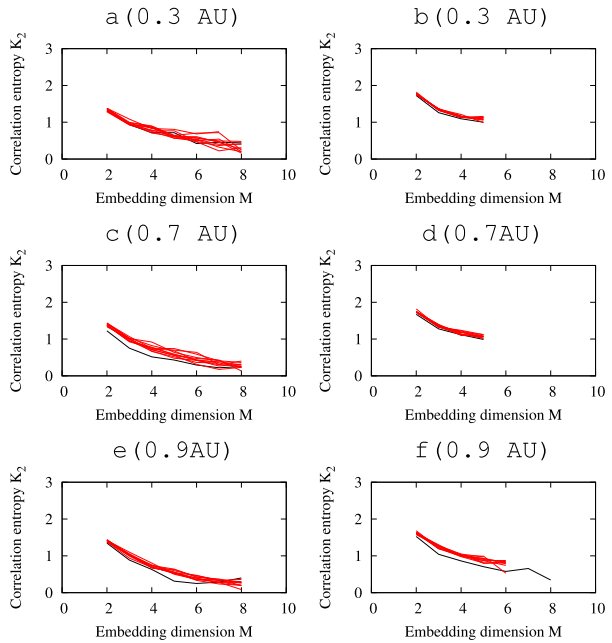 a(0.3 AU)
b(0.3 AU)
Correlation entropy K2
3
2
1
0
0 2 4 6 8 10
Embedding dimension M
Correlation entropy K2
3
2
1
0
0 2 4 6 8 10
Embedding dimension M
c(0.7 AU)
d(0.7AU)
Correlation entropy K2
3
2
1
0
0 2 4 6 8 10
Embedding dimension M
Correlation entropy K2
3
2
1
0
0 2 4 6 8 10
Embedding dimension M
e(0.9AU)
f(0.9 AU)
Correlation entropy K2
3
2
1
0
0 2 4 6 8 10
Embedding dimension M
Correlation entropy K2
3
2
1
0
0 2 4 6 8 10
Embedding dimension M